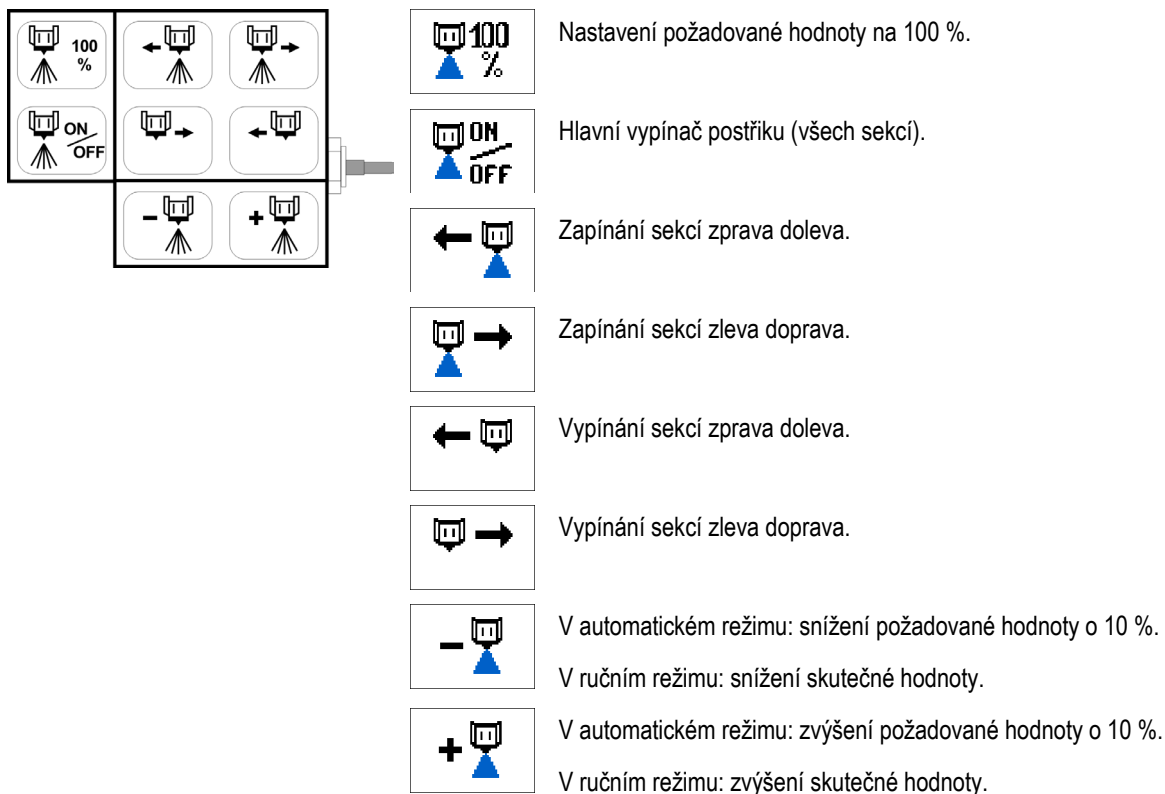 100
%
ON
OFF
-
+
100
%
Nastavení požadované hodnoty na 100 %.
ON
OFF
Hlavní vypínač postřiku (všech sekcí).
Zapínání sekcí zprava doleva.
Zapínání sekcí zleva doprava.
Vypínání sekcí zprava doleva.
Vypínání sekcí zleva doprava.
-
V automatickém režimu: snížení požadované hodnoty o 10 %.
V ručním režimu: snížení skutečné hodnoty.
+
V automatickém režimu: zvýšení požadované hodnoty o 10 %.
V ručním režimu: zvýšení skutečné hodnoty.